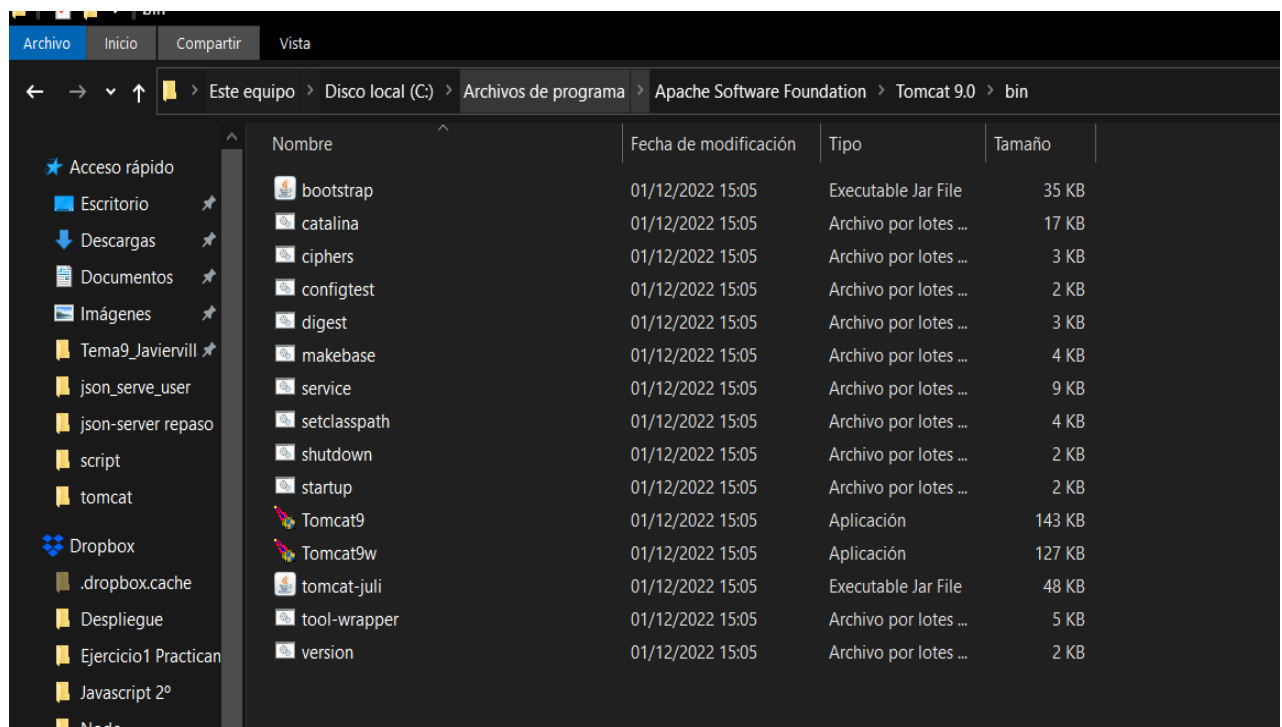 bin
Archivo Inicio Compartir Vista
Este equipo > Disco local (C:) > Archivos de programa > Apache Software Foundation > Tomcat 9.0 > bin
Nombre Fecha de modificación Tipo Tamaño
Acceso rápido
Escritorio
Descargas
Documentos
Imágenes
Tema9_Javiervill
json_serve_user
json-server repaso
script
tomcat
Dropbox
.dropbox.cache
Despliegue
Ejercicio1 Practican
Javascript 2º
Node
bootstrap 01/12/2022 15:05 Executable Jar File 35 KB
catalina 01/12/2022 15:05 Archivo por lotes ... 17 KB
ciphers 01/12/2022 15:05 Archivo por lotes ... 3 KB
configtest 01/12/2022 15:05 Archivo por lotes ... 2 KB
digest 01/12/2022 15:05 Archivo por lotes ... 3 KB
makebase 01/12/2022 15:05 Archivo por lotes ... 4 KB
service 01/12/2022 15:05 Archivo por lotes ... 9 KB
setclasspath 01/12/2022 15:05 Archivo por lotes ... 4 KB
shutdown 01/12/2022 15:05 Archivo por lotes ... 2 KB
startup 01/12/2022 15:05 Archivo por lotes ... 2 KB
Tomcat9 01/12/2022 15:05 Aplicación 143 KB
Tomcat9w 01/12/2022 15:05 Aplicación 127 KB
tomcat-juli 01/12/2022 15:05 Executable Jar File 48 KB
tool-wrapper 01/12/2022 15:05 Archivo por lotes ... 5 KB
version 01/12/2022 15:05 Archivo por lotes ... 2 KB